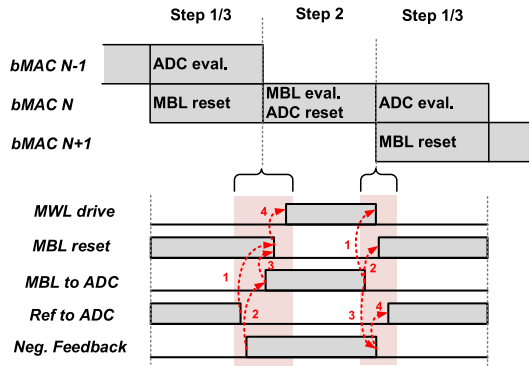 Step 1/3 Step 2 Step 1/3
bMAC N-1 ADC eval.
bMAC N MBL reset MBL eval. ADC reset ADC eval.
bMAC N+1 MBL reset
MWL drive 4
MBL reset 1 3 1
MBL to ADC 2
Ref to ADC 2 3 4
Neg. Feedback